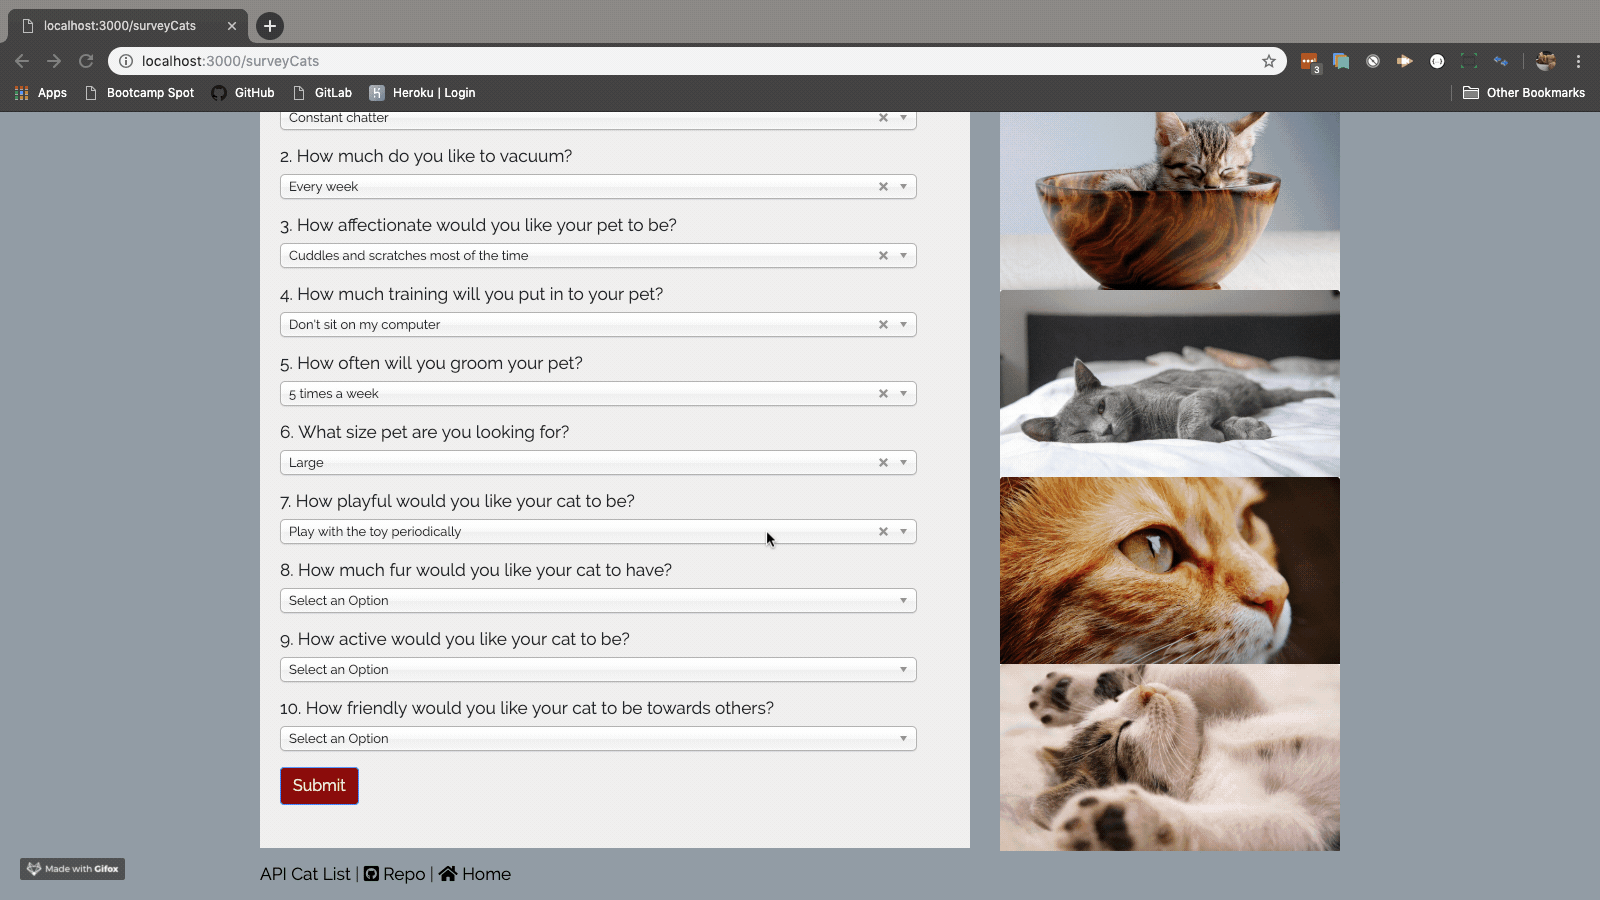 localhost:3000/surveyCats
localhost:3000/surveyCats
3
Apps Bootcamp Spot GitHub GitLab Heroku | Login Other Bookmarks
Constant chatter
2. How much do you like to vacuum?
Every week
3. How affectionate would you like your pet to be?
Cuddles and scratches most of the time
4. How much training will you put in to your pet?
Don't sit on my computer
5. How often will you groom your pet?
5 times a week
6. What size pet are you looking for?
Large
7. How playful would you like your cat to be?
Play with the toy periodically
8. How much fur would you like your cat to have?
Select an Option
9. How active would you like your cat to be?
Select an Option
10. How friendly would you like your cat to be towards others?
Select an Option
Submit
Made with Gifox
API Cat List | Repo | Home